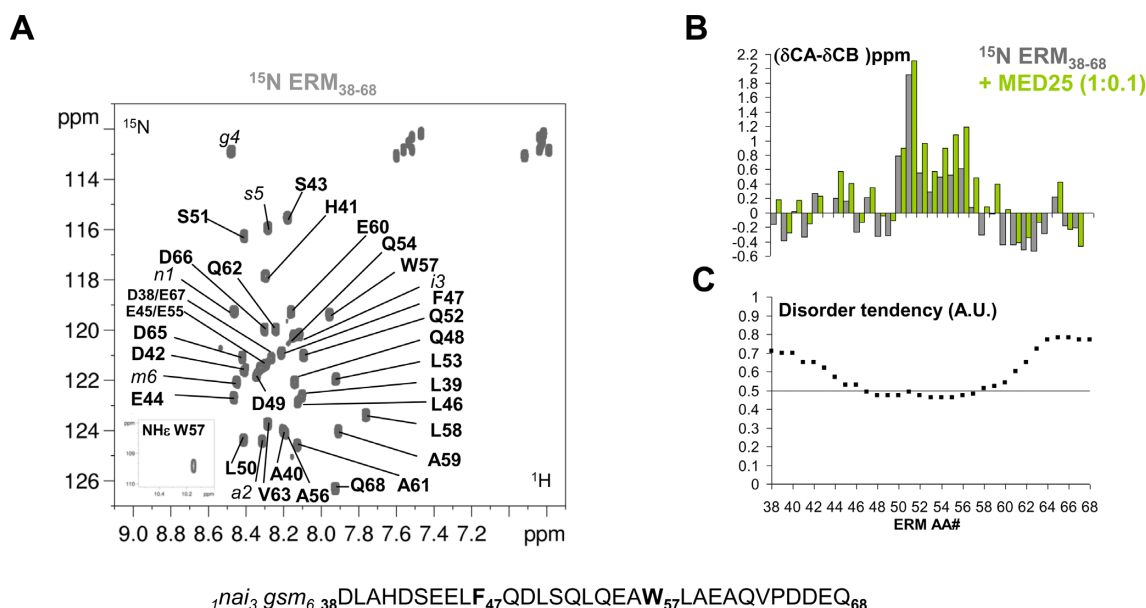 A
¹⁵N ERM₃₈₋₆₈
ppm
¹⁵N
g4
114
s5
S43
S51
H41
116
E60
Q54
D66
Q62
W57
118
n1
i3
D38/E67
F47
E45/E55
Q52
120
D65
Q48
D42
L53
122
m6
L39
E44
D49
L46
124
NHε W57
ppm
110
10.4 10.2 ppm
L58
A59
L50
A40
126
a2
V63
A56
Q68
A61
¹H
9.0 8.8 8.6 8.4 8.2 8.0 7.8 7.6 7.4 7.2 ppm
B
(δCA-δCB )ppm
¹⁵N ERM₃₈₋₆₈
+ MED25 (1:0.1)
2.2
2
1.8
1.6
1.4
1.2
1
0.8
0.6
0.4
0.2
0
-0.2
-0.4
-0.6
C
Disorder tendency (A.U.)
1
0.9
0.8
0.7
0.6
0.5
0.4
0.3
0.2
0.1
0
38 40 42 44 46 48 50 52 54 56 58 60 62 64 66 68
ERM AA#
₁nai₃ gsm₆ ₃₈DLAHDSEELF₄₇QDLSQLQEAW₅₇LAEAQVPDDEQ₆₈